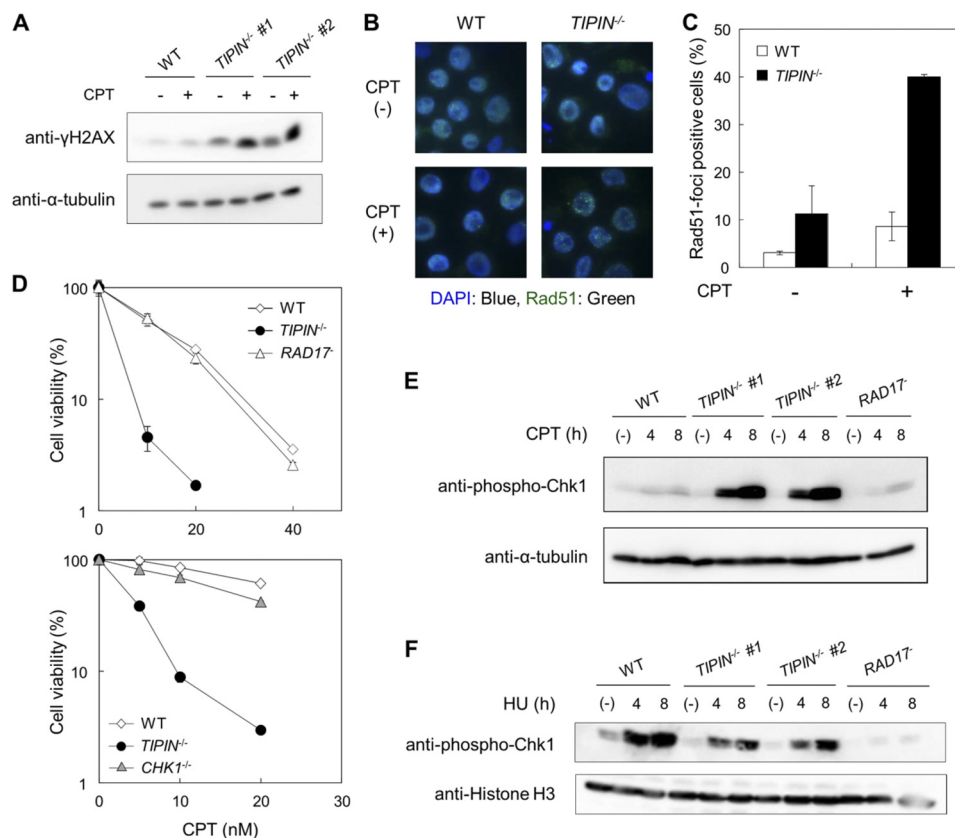 A
WT
TIPIN-/- #1
TIPIN-/- #2
CPT
- + - + - +
anti-γH2AX
anti-α-tubulin
B
WT
TIPIN-/-
CPT
(-)
CPT
(+)
DAPI: Blue, Rad51: Green
C
Rad51-foci positive cells (%)
50
40
30
20
10
0
WT
TIPIN-/-
CPT - +
D
Cell viability (%)
100
10
1
0 20 40
WT
TIPIN-/-
RAD17-
Cell viability (%)
100
10
1
0 10 20 30
WT
TIPIN-/-
CHK1-/-
CPT (nM)
E
WT
TIPIN-/- #1
TIPIN-/- #2
RAD17-
CPT (h) (-) 4 8 (-) 4 8 (-) 4 8 (-) 4 8
anti-phospho-Chk1
anti-α-tubulin
F
WT
TIPIN-/- #1
TIPIN-/- #2
RAD17-
HU (h) (-) 4 8 (-) 4 8 (-) 4 8 (-) 4 8
anti-phospho-Chk1
anti-Histone H3